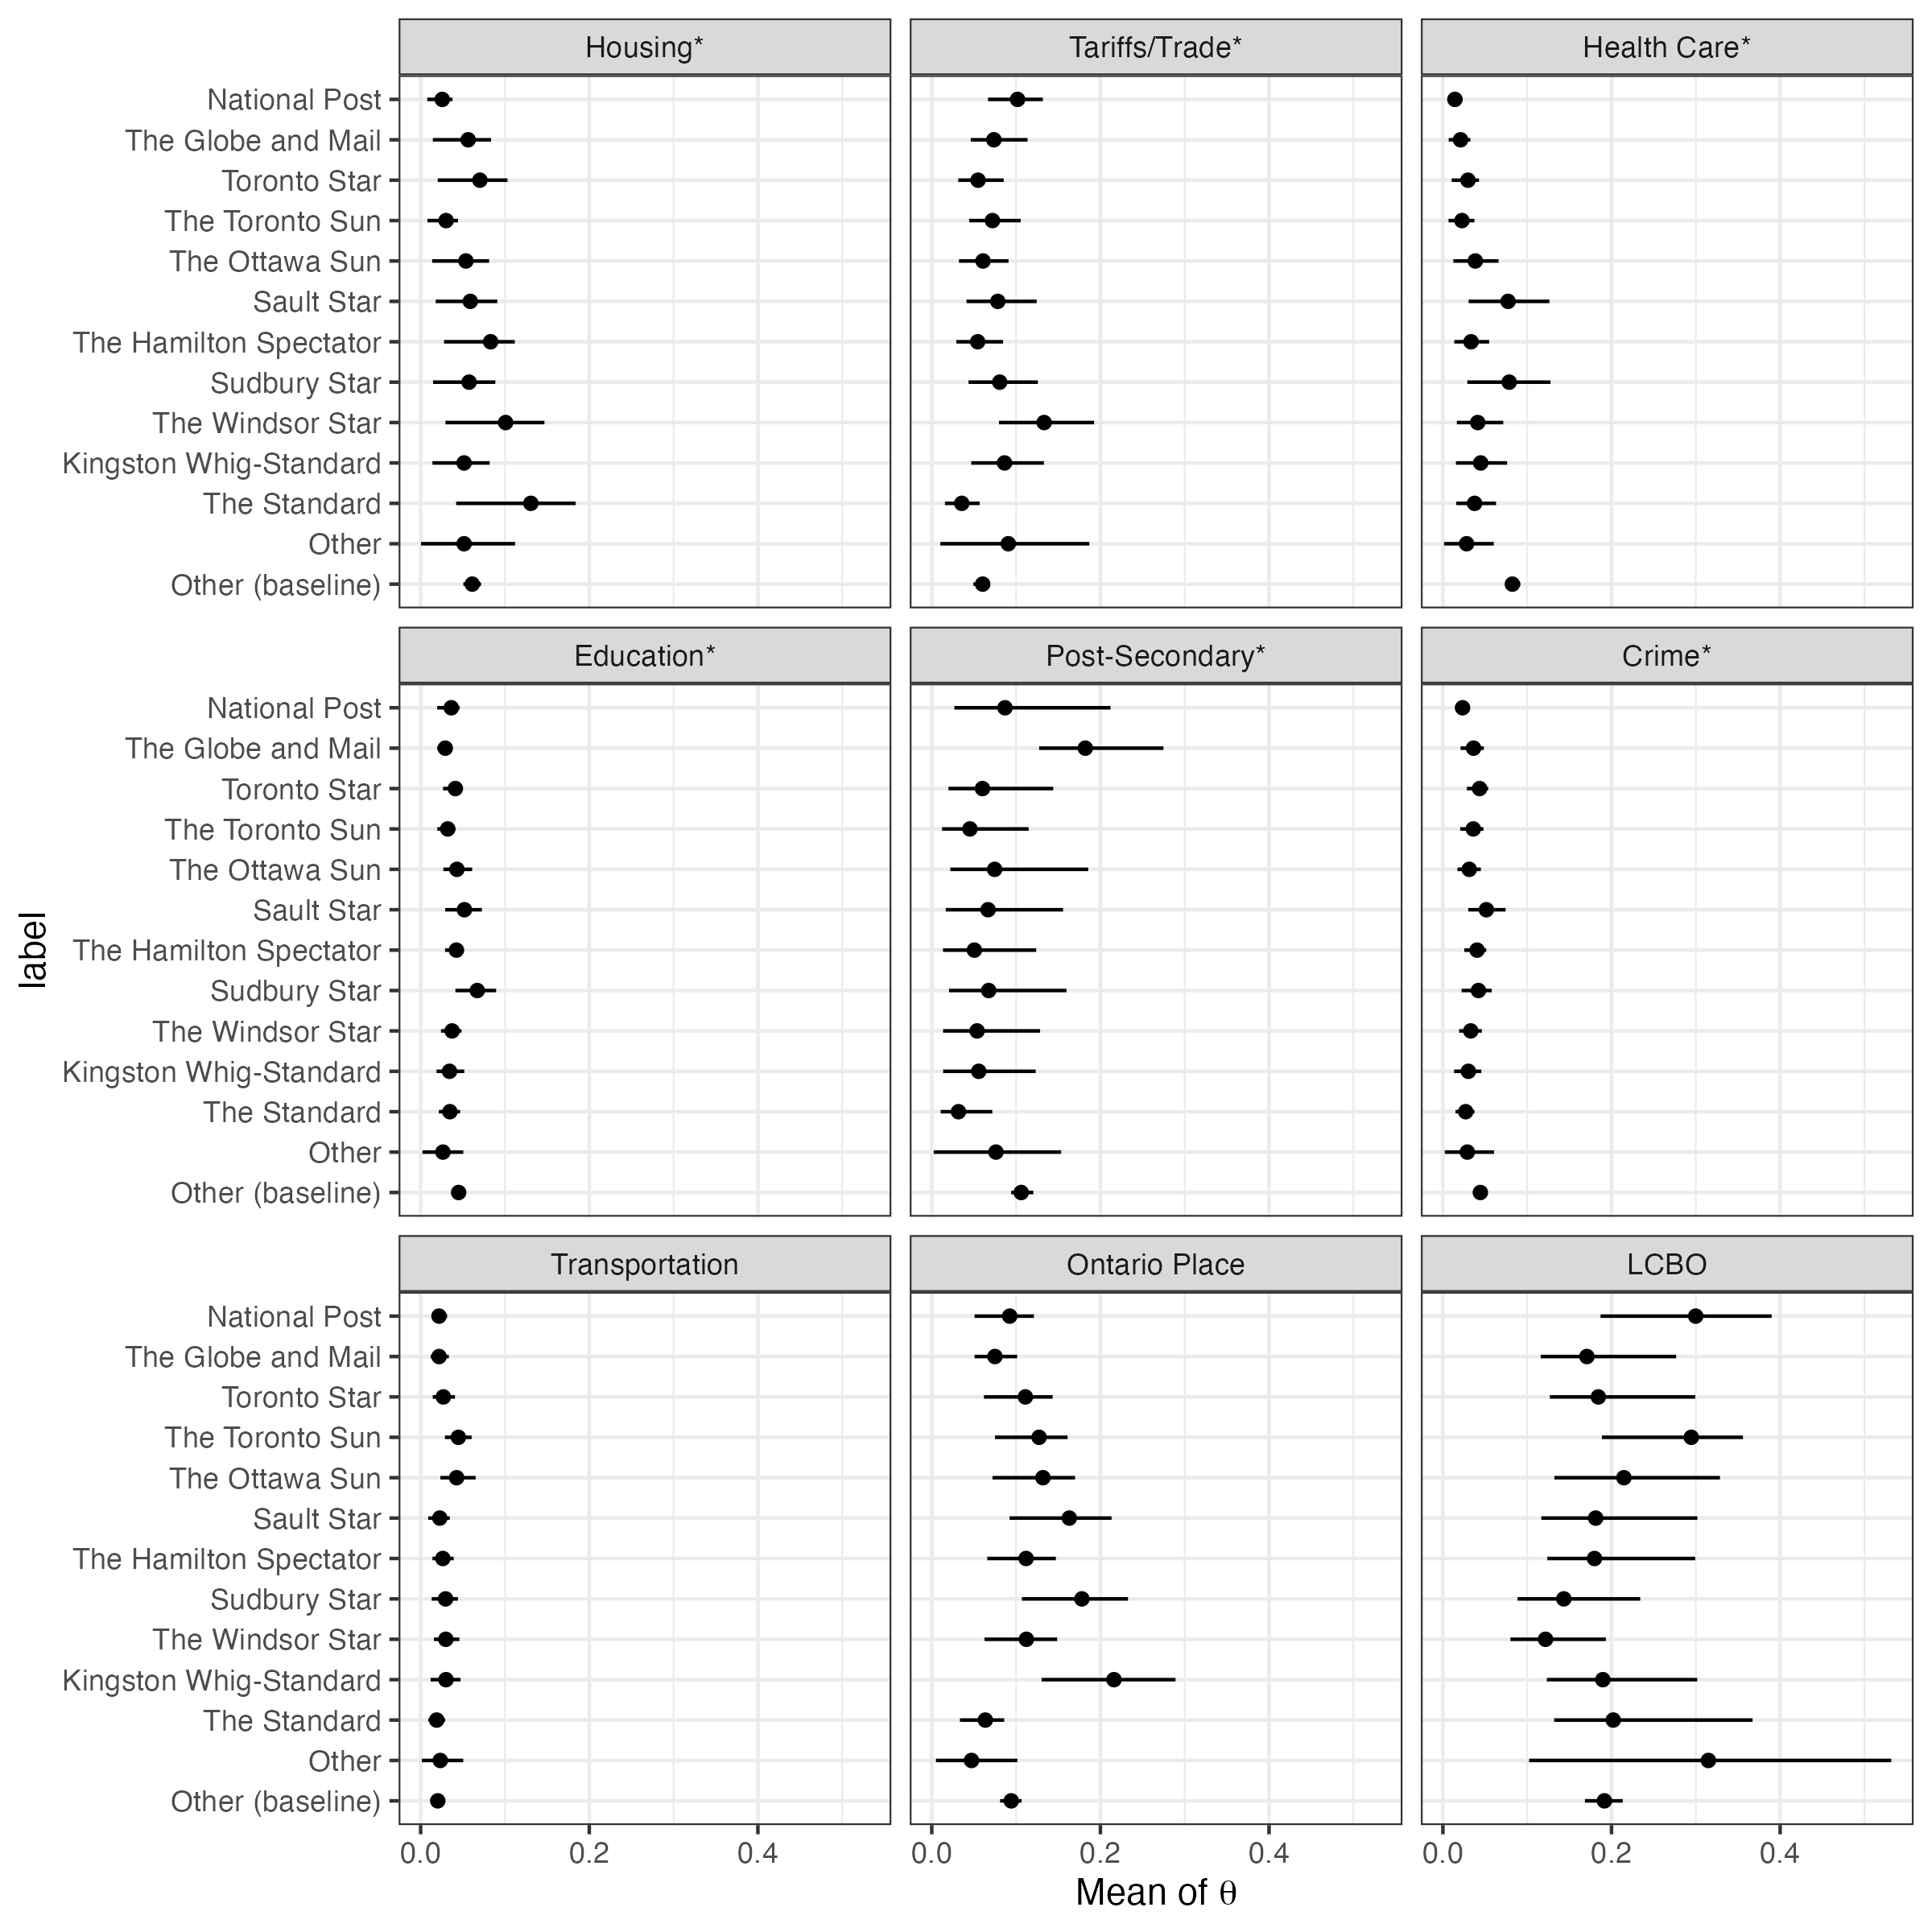 Housing* Tariffs/Trade* Health Care*
National Post
The Globe and Mail
Toronto Star
The Toronto Sun
The Ottawa Sun
Sault Star
The Hamilton Spectator
Sudbury Star
The Windsor Star
Kingston Whig-Standard
The Standard
Other
Other (baseline)
Education* Post-Secondary* Crime*
National Post
The Globe and Mail
Toronto Star
The Toronto Sun
The Ottawa Sun
Sault Star
The Hamilton Spectator
Sudbury Star
The Windsor Star
Kingston Whig-Standard
The Standard
Other
Other (baseline)
label
Transportation Ontario Place LCBO
National Post
The Globe and Mail
Toronto Star
The Toronto Sun
The Ottawa Sun
Sault Star
The Hamilton Spectator
Sudbury Star
The Windsor Star
Kingston Whig-Standard
The Standard
Other
Other (baseline)
0.0 0.2 0.4 0.0 0.2 0.4 0.0 0.2 0.4
Mean of θ